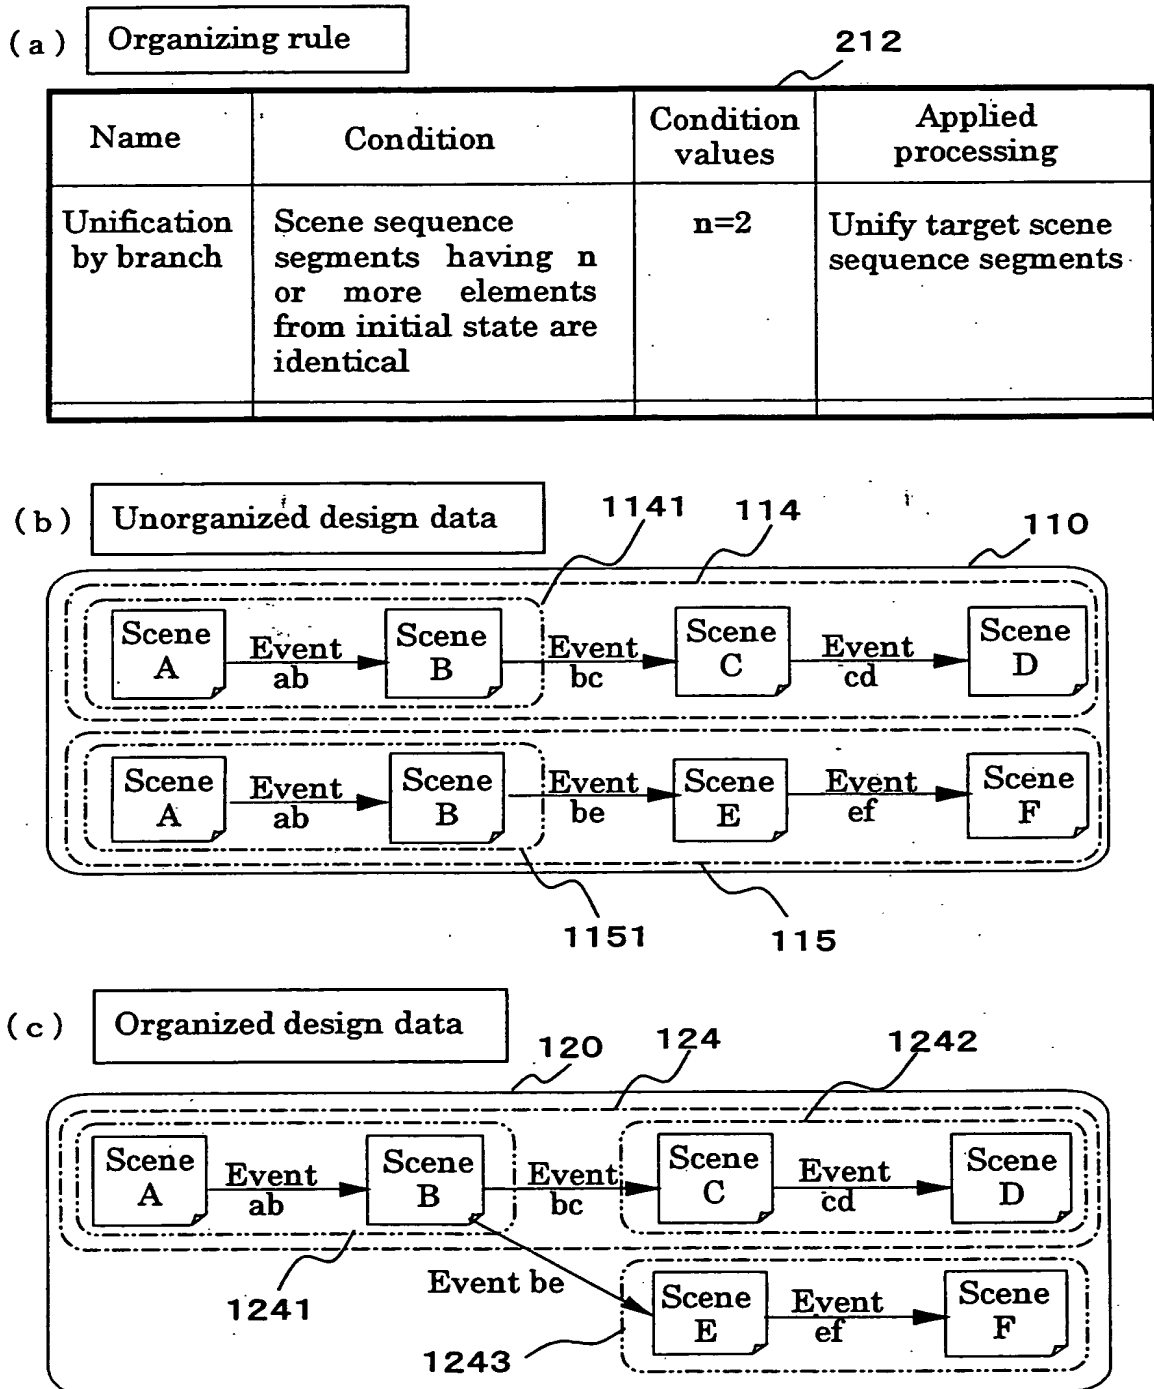 (a) Organizing rule
212
Name
Condition
Condition
values
Applied
processing
Unification
by branch
Scene sequence
segments having n
or more elements
from initial state are
identical
n=2
Unify target scene
sequence segments
(b) Unorganized design data
1141
114
110
Scene
A
Event
ab
Scene
B
Event
bc
Scene
C
Event
cd
Scene
D
Scene
A
Event
ab
Scene
B
Event
be
Scene
E
Event
ef
Scene
F
1151
115
(c) Organized design data
120
124
1242
Scene
A
Event
ab
Scene
B
Event
bc
Scene
C
Event
cd
Scene
D
1241
Event be
1243
Scene
E
Event
ef
Scene
F